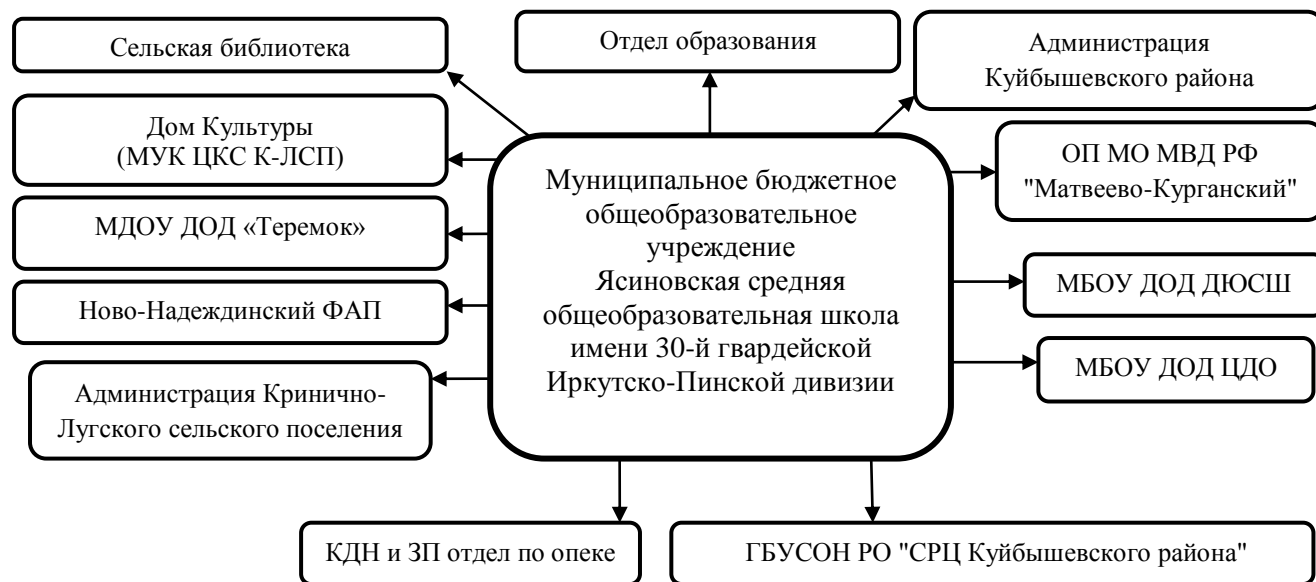 Сельская библиотека
Отдел образования
Администрация
Куйбышевского района
Дом Культуры
(МУК ЦКС К-ЛСП)
ОП МО МВД РФ
"Матвеево-Курганский"
Муниципальное бюджетное
общеобразовательное
учреждение
Ясиновская средняя
общеобразовательная школа
имени 30-й гвардейской
Иркутско-Пинской дивизии
МДОУ ДОД «Теремок»
МБОУ ДОД ДЮСШ
Ново-Надеждинский ФАП
МБОУ ДОД ЦДО
Администрация Кринично-
Лугского сельского поселения
КДН и ЗП отдел по опеке
ГБУСОН РО "СРЦ Куйбышевского района"